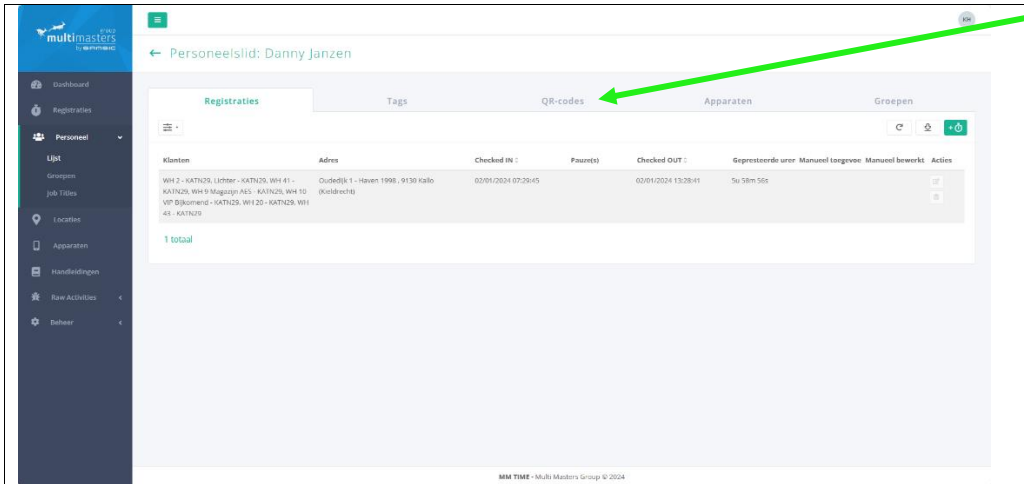 GROUP
multimasters
BY GAMBIC
KH
← Personeelslid: Danny Janzen
Dashboard
Registraties
Personeel
Lijst
Groepen
Job Titles
Locaties
Apparaten
Handleidingen
Raw Activities
Beheer
Registraties Tags QR-codes Apparaten Groepen
Klanten Adres Checked IN Pauze(s) Checked OUT Gepresteerde uren Manueel toegevoe Manueel bewerkt Acties
WH 2 - KATN29, Lichter - KATN29, WH 41 - Oudedijk 1 - Haven 1998 , 9130 Kallo 02/01/2024 07:29:45 02/01/2024 13:28:41 5u 58m 56s
KATN29, WH 9 Magazijn AES - KATN29, WH 10 (Kieldrecht)
VIP Bijkomend - KATN29, WH 20 - KATN29, WH
43 - KATN29
1 totaal
MM TIME - Multi Masters Group © 2024